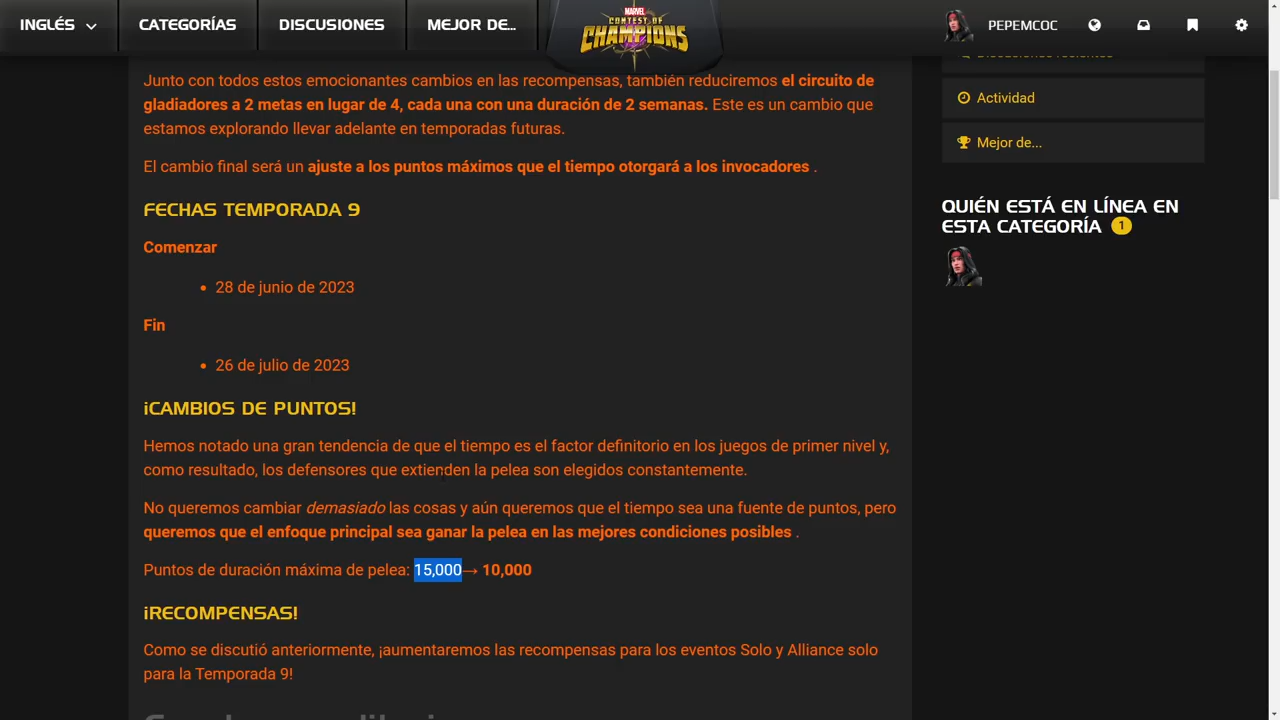 INGLÉS
CATEGORÍAS
DISCUSIONES
MEJOR DE...
MARVEL
CONTEST OF
CHAMPIONS
PEPEMCOC
Junto con todos estos emocionantes cambios en las recompensas, también reduciremos el circuito de
gladiadores a 2 metas en lugar de 4, cada una con una duración de 2 semanas. Este es un cambio que
estamos explorando llevar adelante en temporadas futuras.
El cambio final será un ajuste a los puntos máximos que el tiempo otorgará a los invocadores .
FECHAS TEMPORADA 9
Comenzar
• 28 de junio de 2023
Fin
• 26 de julio de 2023
¡CAMBIOS DE PUNTOS!
Hemos notado una gran tendencia de que el tiempo es el factor definitorio en los juegos de primer nivel y,
como resultado, los defensores que extienden la pelea son elegidos constantemente.
No queremos cambiar demasiado las cosas y aún queremos que el tiempo sea una fuente de puntos, pero
queremos que el enfoque principal sea ganar la pelea en las mejores condiciones posibles .
Puntos de duración máxima de pelea: 15,000→ 10,000
¡RECOMPENSAS!
Como se discutió anteriormente, ¡aumentaremos las recompensas para los eventos Solo y Alliance solo
para la Temporada 9!
Discusiones recientes
Actividad
Mejor de...
QUIÉN ESTÁ EN LÍNEA EN
ESTA CATEGORÍA 1